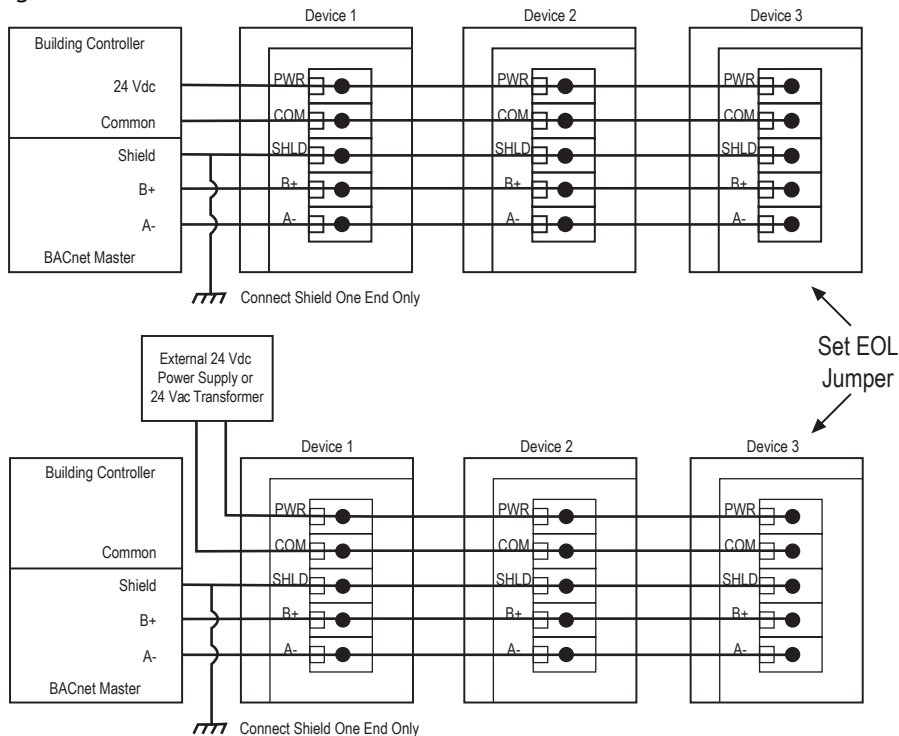 Device 1
Device 2
Device 3
Building Controller
24 Vdc
Common
Shield
B+
A-
BACnet Master
PWR
COM
SHLD
B+
A-
PWR
COM
SHLD
B+
A-
PWR
COM
SHLD
B+
A-
Connect Shield One End Only
Set EOL
Jumper
External 24 Vdc
Power Supply or
24 Vac Transformer
Device 1
Device 2
Device 3
Building Controller
Common
Shield
B+
A-
BACnet Master
PWR
COM
SHLD
B+
A-
PWR
COM
SHLD
B+
A-
PWR
COM
SHLD
B+
A-
Connect Shield One End Only